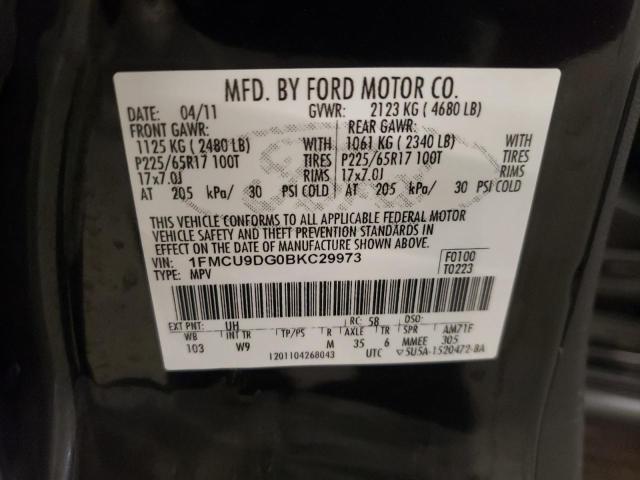 MFD. BY FORD MOTOR CO.
DATE: 04/11 GVWR: 2123 KG ( 4680 LB)
FRONT GAWR: REAR GAWR:
1125 KG ( 2480 LB) WITH 1061 KG ( 2340 LB) WITH
P225/65R17 100T TIRES P225/65R17 100T TIRES
17x7.0J RIMS 17x7.0J RIMS
AT 205 kPa/ 30 PSI COLD AT 205 kPa/ 30 PSI COLD
THIS VEHICLE CONFORMS TO ALL APPLICABLE FEDERAL MOTOR
VEHICLE SAFETY AND THEFT PREVENTION STANDARDS IN
EFFECT ON THE DATE OF MANUFACTURE SHOWN ABOVE.
VIN: 1FMCU9DG0BKC29973 F0100
TYPE: MPV T0223
EXT PNT: UH RC: 58 DSO:
WB INT TR TP/PS R AXLE TR SPR AM71F
103 W9 M 35 6 MMEE 305
1201104268043 UTC 5U5A-1520472-BA